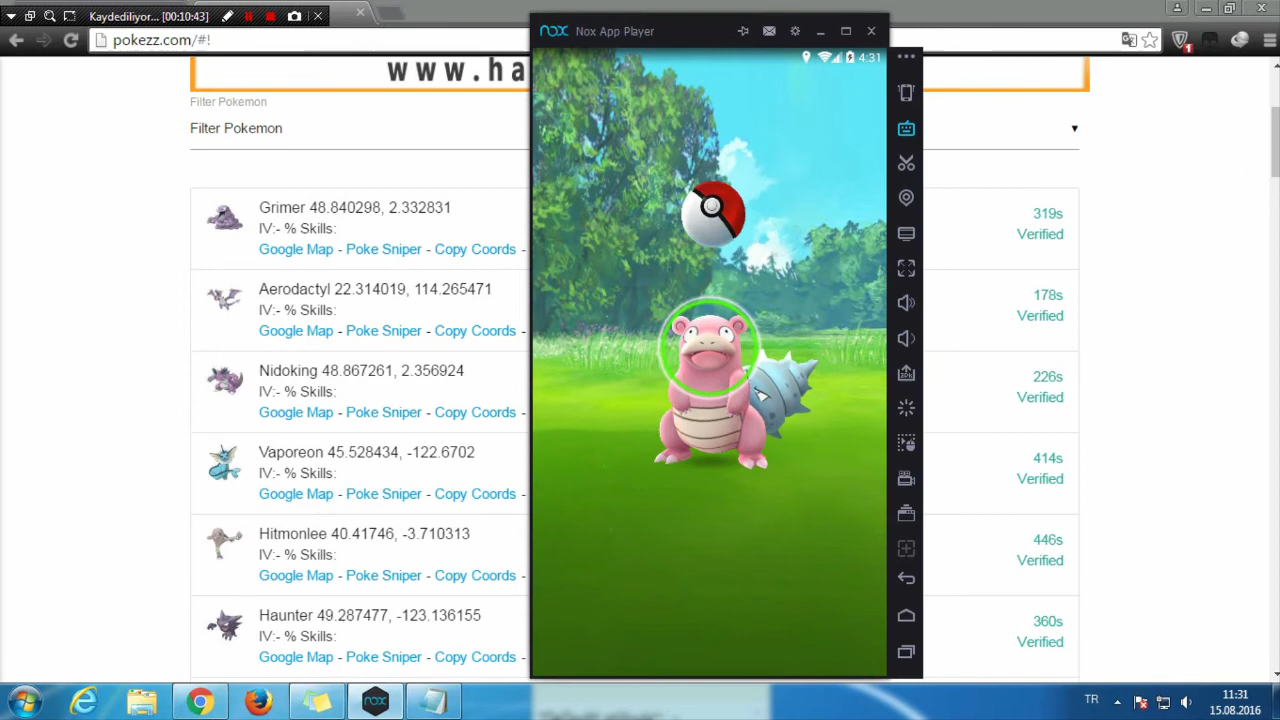 Kaydediliyor... [00:10:43]
pokezz.com/#!
nox Nox App Player
4:31
www.ha
Filter Pokemon
Filter Pokemon
Grimer 48.840298, 2.332831
IV:- % Skills:
Google Map - Poke Sniper - Copy Coords -
319s
Verified
Aerodactyl 22.314019, 114.265471
IV:- % Skills:
Google Map - Poke Sniper - Copy Coords -
178s
Verified
Nidoking 48.867261, 2.356924
IV:- % Skills:
Google Map - Poke Sniper - Copy Coords -
226s
Verified
Vaporeon 45.528434, -122.6702
IV:- % Skills:
Google Map - Poke Sniper - Copy Coords -
414s
Verified
Hitmonlee 40.41746, -3.710313
IV:- % Skills:
Google Map - Poke Sniper - Copy Coords -
446s
Verified
Haunter 49.287477, -123.136155
IV:- % Skills:
Google Map - Poke Sniper - Copy Coords -
360s
Verified
nox
TR
11:31
15.08.2016